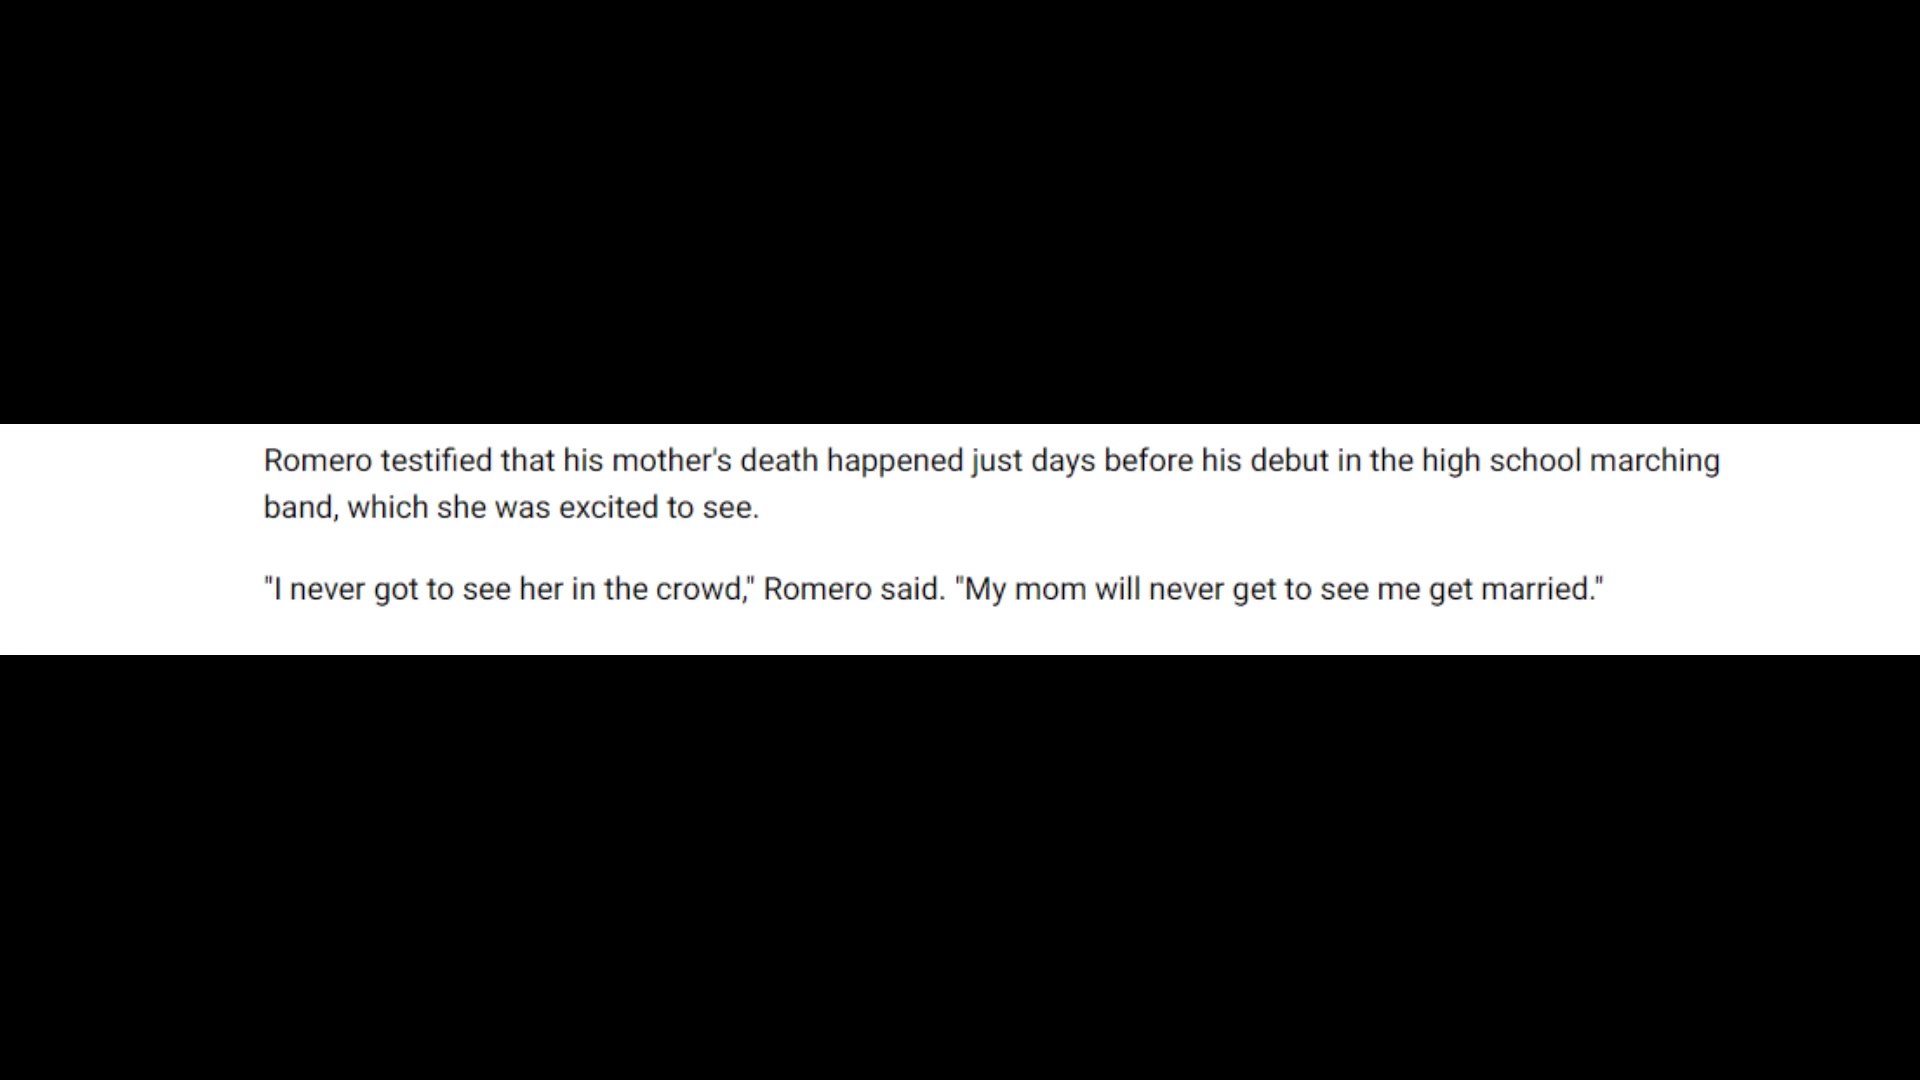 Romero testified that his mother's death happened just days before his debut in the high school marching
band, which she was excited to see.
"I never got to see her in the crowd," Romero said. "My mom will never get to see me get married."